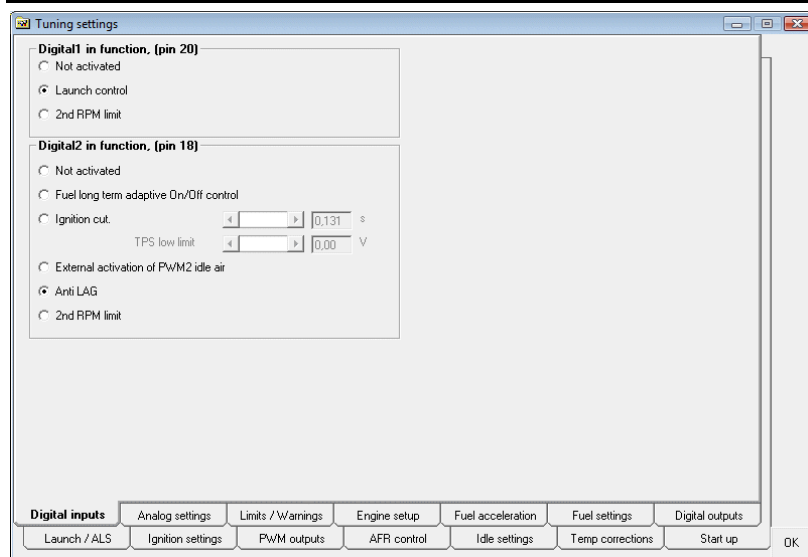 Tuning settings
Digital1 in function, (pin 20)
Not activated
Launch control
2nd RPM limit
Digital2 in function, (pin 18)
Not activated
Fuel long term adaptive On/Off control
Ignition cut. 0,131 s
TPS low limit 0,00 V
External activation of PWM2 idle air
Anti LAG
2nd RPM limit
Digital inputs Analog settings Limits / Warnings Engine setup Fuel acceleration Fuel settings Digital outputs
Launch / ALS Ignition settings PWM outputs AFR control Idle settings Temp corrections Start up OK